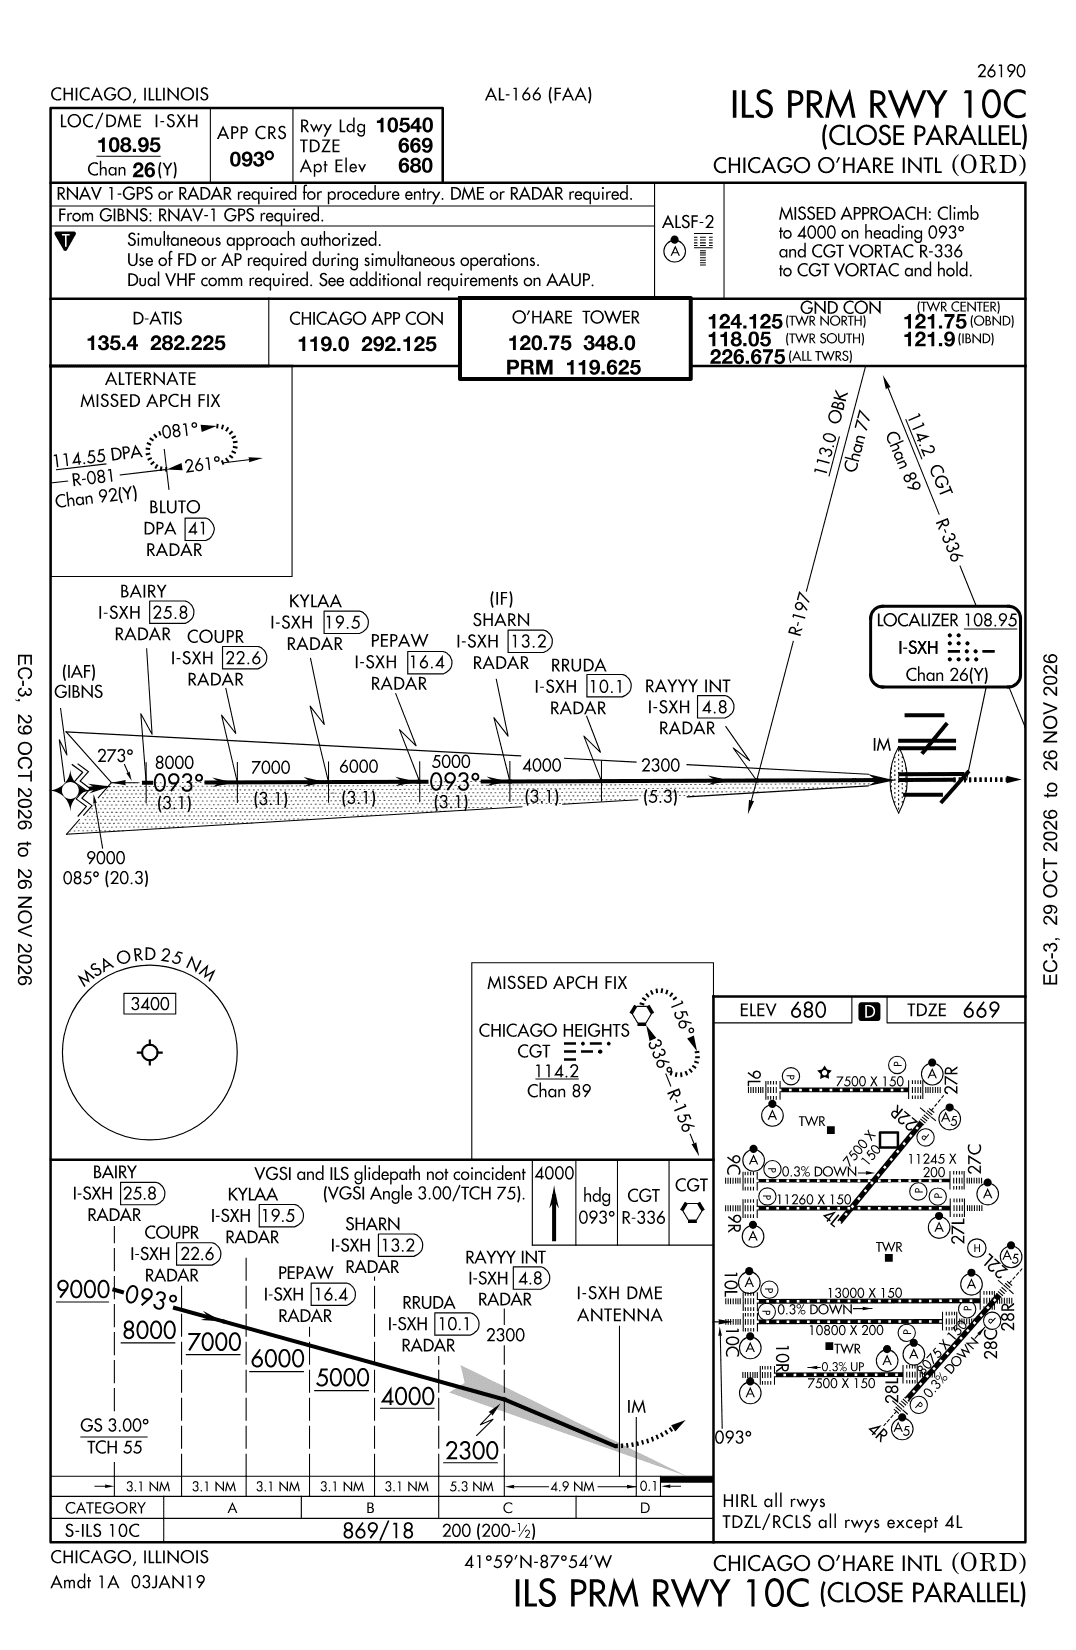 26190
CHICAGO, ILLINOIS
AL-166 (FAA)
ILS PRM RWY 10C
(CLOSE PARALLEL)
CHICAGO O'HARE INTL (ORD)
LOC/DME I-SXH
108.95
Chan 26(Y)
APP CRS
093°
Rwy Ldg 10540
TDZE 669
Apt Elev 680
RNAV 1-GPS or RADAR required for procedure entry. DME or RADAR required.
From GIBNS: RNAV-1 GPS required.
T
Simultaneous approach authorized.
Use of FD or AP required during simultaneous operations.
Dual VHF comm required. See additional requirements on AAUP.
ALSF-2
A
MISSED APPROACH: Climb
to 4000 on heading 093°
and CGT VORTAC R-336
to CGT VORTAC and hold.
D-ATIS
135.4 282.225
CHICAGO APP CON
119.0 292.125
O'HARE TOWER
120.75 348.0
PRM 119.625
GND CON
124.125 (TWR NORTH)
118.05 (TWR SOUTH)
226.675 (ALL TWRS)
(TWR CENTER)
121.75 (OBND)
121.9 (IBND)
ALTERNATE
MISSED APCH FIX
081°
261°
114.55 DPA
R-081
Chan 92(Y)
BLUTO
DPA 41
RADAR
113.0 OBK
Chan 77
R-197
114.2 CGT
Chan 89
R-336
LOCALIZER 108.95
I-SXH
Chan 26(Y)
(IAF)
GIBNS
BAIRY
I-SXH 25.8
RADAR
COUPR
I-SXH 22.6
RADAR
KYLAA
I-SXH 19.5
RADAR
PEPAW
I-SXH 16.4
RADAR
(IF)
SHARN
I-SXH 13.2
RADAR
RRUDA
I-SXH 10.1
RADAR
RAYYY INT
I-SXH 4.8
RADAR
IM
273°
8000
093°
(3.1)
7000
(3.1)
6000
(3.1)
5000
093°
(3.1)
4000
(3.1)
2300
(5.3)
9000
085° (20.3)
EC-3, 29 OCT 2026 to 26 NOV 2026
EC-3, 29 OCT 2026 to 26 NOV 2026
MSA ORD 25 NM
3400
MISSED APCH FIX
CHICAGO HEIGHTS
CGT
114.2
Chan 89
156°
336°
R-156
ELEV 680
D
TDZE 669
9L
P
7500 X 150
P
A
27R
A
TWR
22R
A5
P
7500 X
150
4L
9C
A
P
0.3% DOWN
11245 X
200
27C
A
P
11260 X 150
P
P
9R
A
27L
A
TWR
H
22L
A5
10L
A
P
13000 X 150
A
P
28R
0.3% DOWN
P
10C
A
10800 X 200
28C
P
TWR
10R
A
0.3% UP
7500 X 150
A
A
P
28L
8075 X 150
0.3% DOWN
P
4R
A5
093°
HIRL all rwys
TDZL/RCLS all rwys except 4L
BAIRY
I-SXH 25.8
RADAR
COUPR
I-SXH 22.6
RADAR
KYLAA
I-SXH 19.5
RADAR
PEPAW
I-SXH 16.4
RADAR
SHARN
I-SXH 13.2
RADAR
RRUDA
I-SXH 10.1
RADAR
RAYYY INT
I-SXH 4.8
RADAR
2300
VGSI and ILS glidepath not coincident
(VGSI Angle 3.00/TCH 75).
4000
hdg
093°
CGT
R-336
CGT
I-SXH DME
ANTENNA
IM
9000
093°
8000
7000
6000
5000
4000
2300
GS 3.00°
TCH 55
3.1 NM
3.1 NM
3.1 NM
3.1 NM
3.1 NM
5.3 NM
4.9 NM
0.1
CATEGORY A B C D
S-ILS 10C 869/18 200 (200-½)
CHICAGO, ILLINOIS
Amdt 1A 03JAN19
41°59'N-87°54'W
CHICAGO O'HARE INTL (ORD)
ILS PRM RWY 10C (CLOSE PARALLEL)